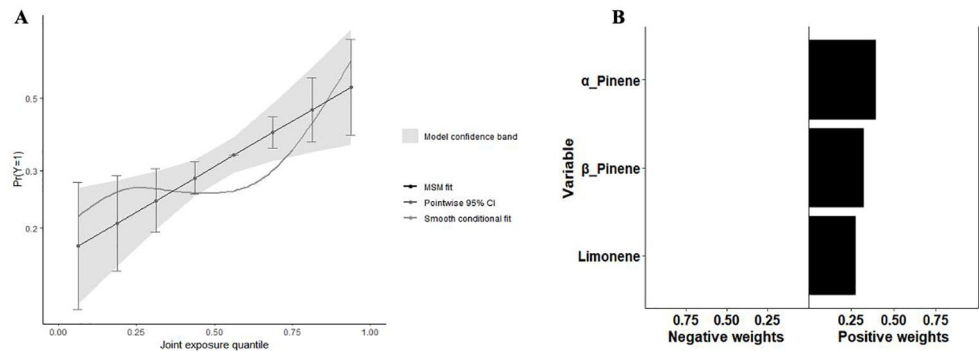 A
Pr(Y=1)
0.5
0.3
0.2
0.00 0.25 0.50 0.75 1.00
Joint exposure quantile
Model confidence band
MSM fit
Pointwise 95% CI
Smooth conditional fit
B
Variable
α_Pinene
β_Pinene
Limonene
0.75 0.50 0.25 0.25 0.50 0.75
Negative weights Positive weights